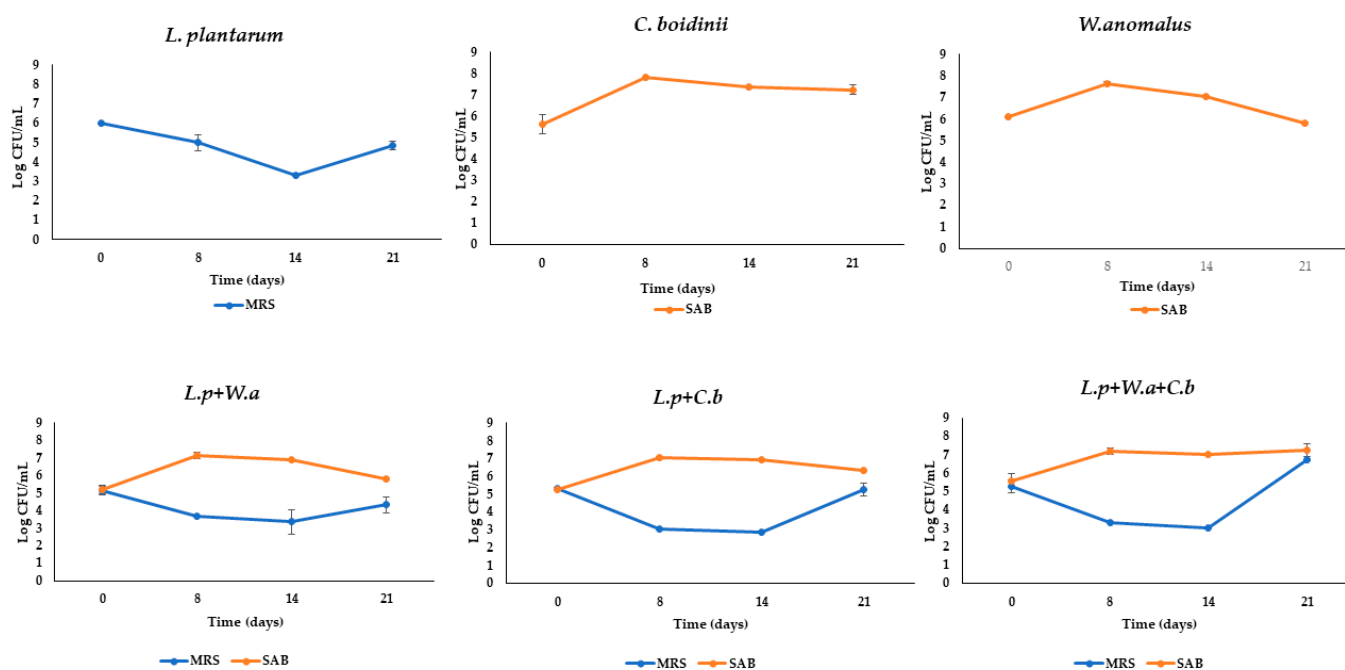 L. plantarum
Log CFU/mL
9
8
7
6
5
4
3
2
1
0
0 8 14 21
Time (days)
MRS
C. boidinii
Log CFU/mL
9
8
7
6
5
4
3
2
1
0
0 8 14 21
Time (days)
SAB
W.anomalus
Log CFU/mL
9
8
7
6
5
4
3
2
1
0
0 8 14 21
Time (days)
SAB
L.p+W.a
Log CFU/mL
9
8
7
6
5
4
3
2
1
0
0 8 14 21
Time (days)
MRS SAB
L.p+C.b
Log CFU/mL
9
8
7
6
5
4
3
2
1
0
0 8 14 21
Time (days)
MRS SAB
L.p+W.a+C.b
Log CFU/mL
9
8
7
6
5
4
3
2
1
0
0 8 14 21
Time (days)
MRS SAB